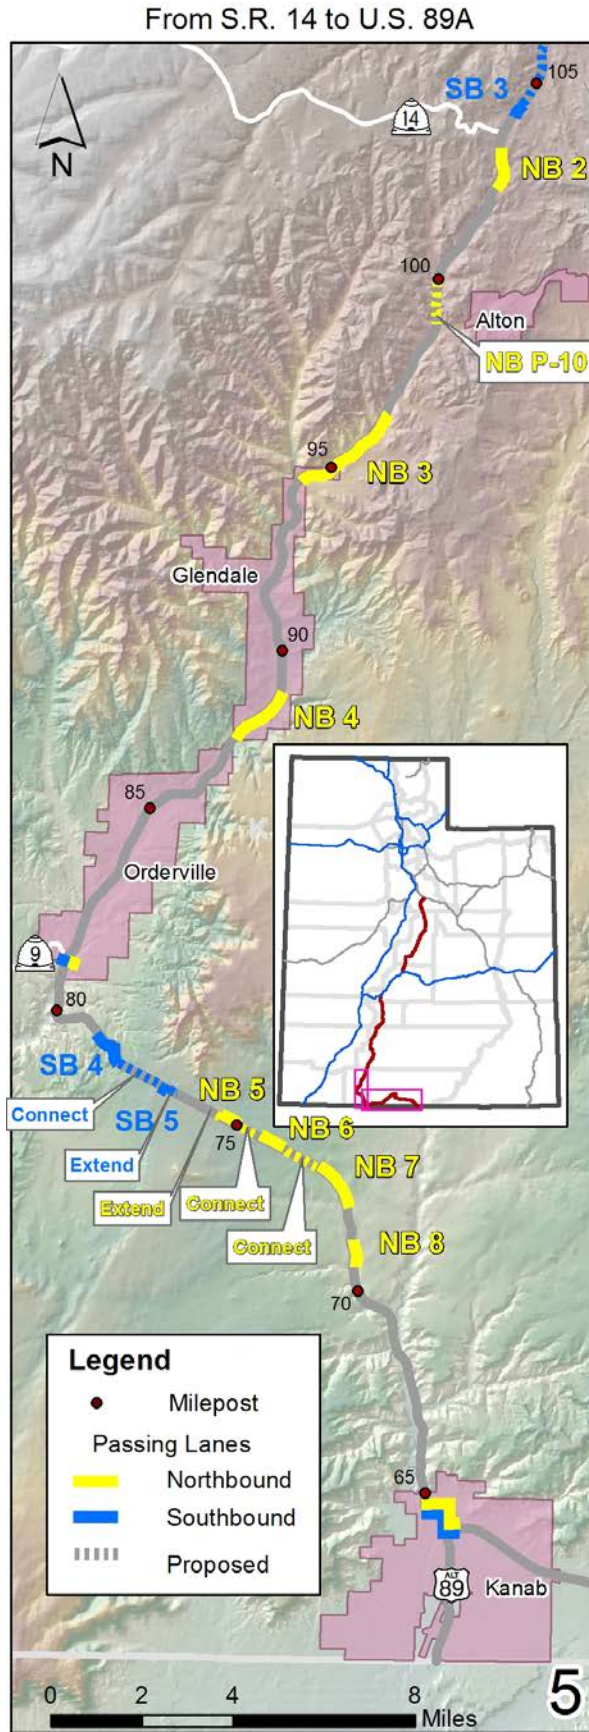 From S.R. 14 to U.S. 89A
105
SB 3
14
N
NB 2
100
Alton
NB P-10
95
NB 3
Glendale
90
NB 4
85
K
Orderville
9
80
SB 4
Connect
SB 5
NB 5
NB 6
75
Extend
Extend
Connect
NB 7
Connect
NB 8
70
Legend
Milepost
Passing Lanes
Northbound
Southbound
Proposed
65
ALT
89
Kanab
5
0 2 4 8
Miles